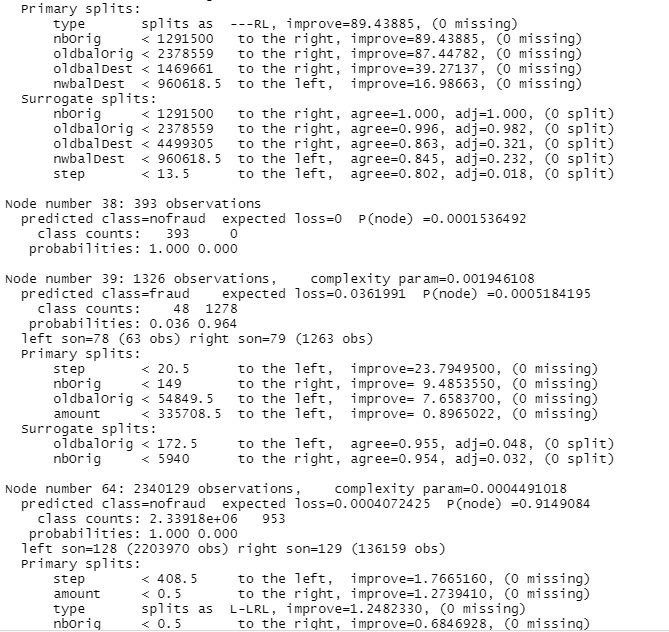 Primary splits:
type splits as ---RL, improve=89.43885, (0 missing)
nbOrig < 1291500 to the right, improve=89.43885, (0 missing)
oldbalOrig < 2378559 to the right, improve=87.44782, (0 missing)
oldbalDest < 1469661 to the right, improve=39.27137, (0 missing)
nwbalDest < 960618.5 to the left, improve=16.98663, (0 missing)
Surrogate splits:
nbOrig < 1291500 to the right, agree=1.000, adj=1.000, (0 split)
oldbalOrig < 2378559 to the right, agree=0.996, adj=0.982, (0 split)
oldbalDest < 4499305 to the right, agree=0.863, adj=0.321, (0 split)
nwbalDest < 960618.5 to the left, agree=0.845, adj=0.232, (0 split)
step < 13.5 to the left, agree=0.802, adj=0.018, (0 split)
Node number 38: 393 observations
predicted class=nofraud expected loss=0 P(node) =0.0001536492
class counts: 393 0
probabilities: 1.000 0.000
Node number 39: 1326 observations, complexity param=0.001946108
predicted class=fraud expected loss=0.0361991 P(node) =0.0005184195
class counts: 48 1278
probabilities: 0.036 0.964
left son=78 (63 obs) right son=79 (1263 obs)
Primary splits:
step < 20.5 to the left, improve=23.7949500, (0 missing)
nbOrig < 149 to the right, improve= 9.4853550, (0 missing)
oldbalOrig < 54849.5 to the left, improve= 7.6583700, (0 missing)
amount < 335708.5 to the left, improve= 0.8965022, (0 missing)
Surrogate splits:
oldbalOrig < 172.5 to the left, agree=0.955, adj=0.048, (0 split)
nbOrig < 5940 to the right, agree=0.954, adj=0.032, (0 split)
Node number 64: 2340129 observations, complexity param=0.0004491018
predicted class=nofraud expected loss=0.0004072425 P(node) =0.9149084
class counts: 2.33918e+06 953
probabilities: 1.000 0.000
left son=128 (2203970 obs) right son=129 (136159 obs)
Primary splits:
step < 408.5 to the left, improve=1.7665160, (0 missing)
amount < 0.5 to the right, improve=1.2739410, (0 missing)
type splits as L-LRL, improve=1.2482330, (0 missing)
nbOrig < 0.5 to the right, improve=0.6846928, (0 missing)